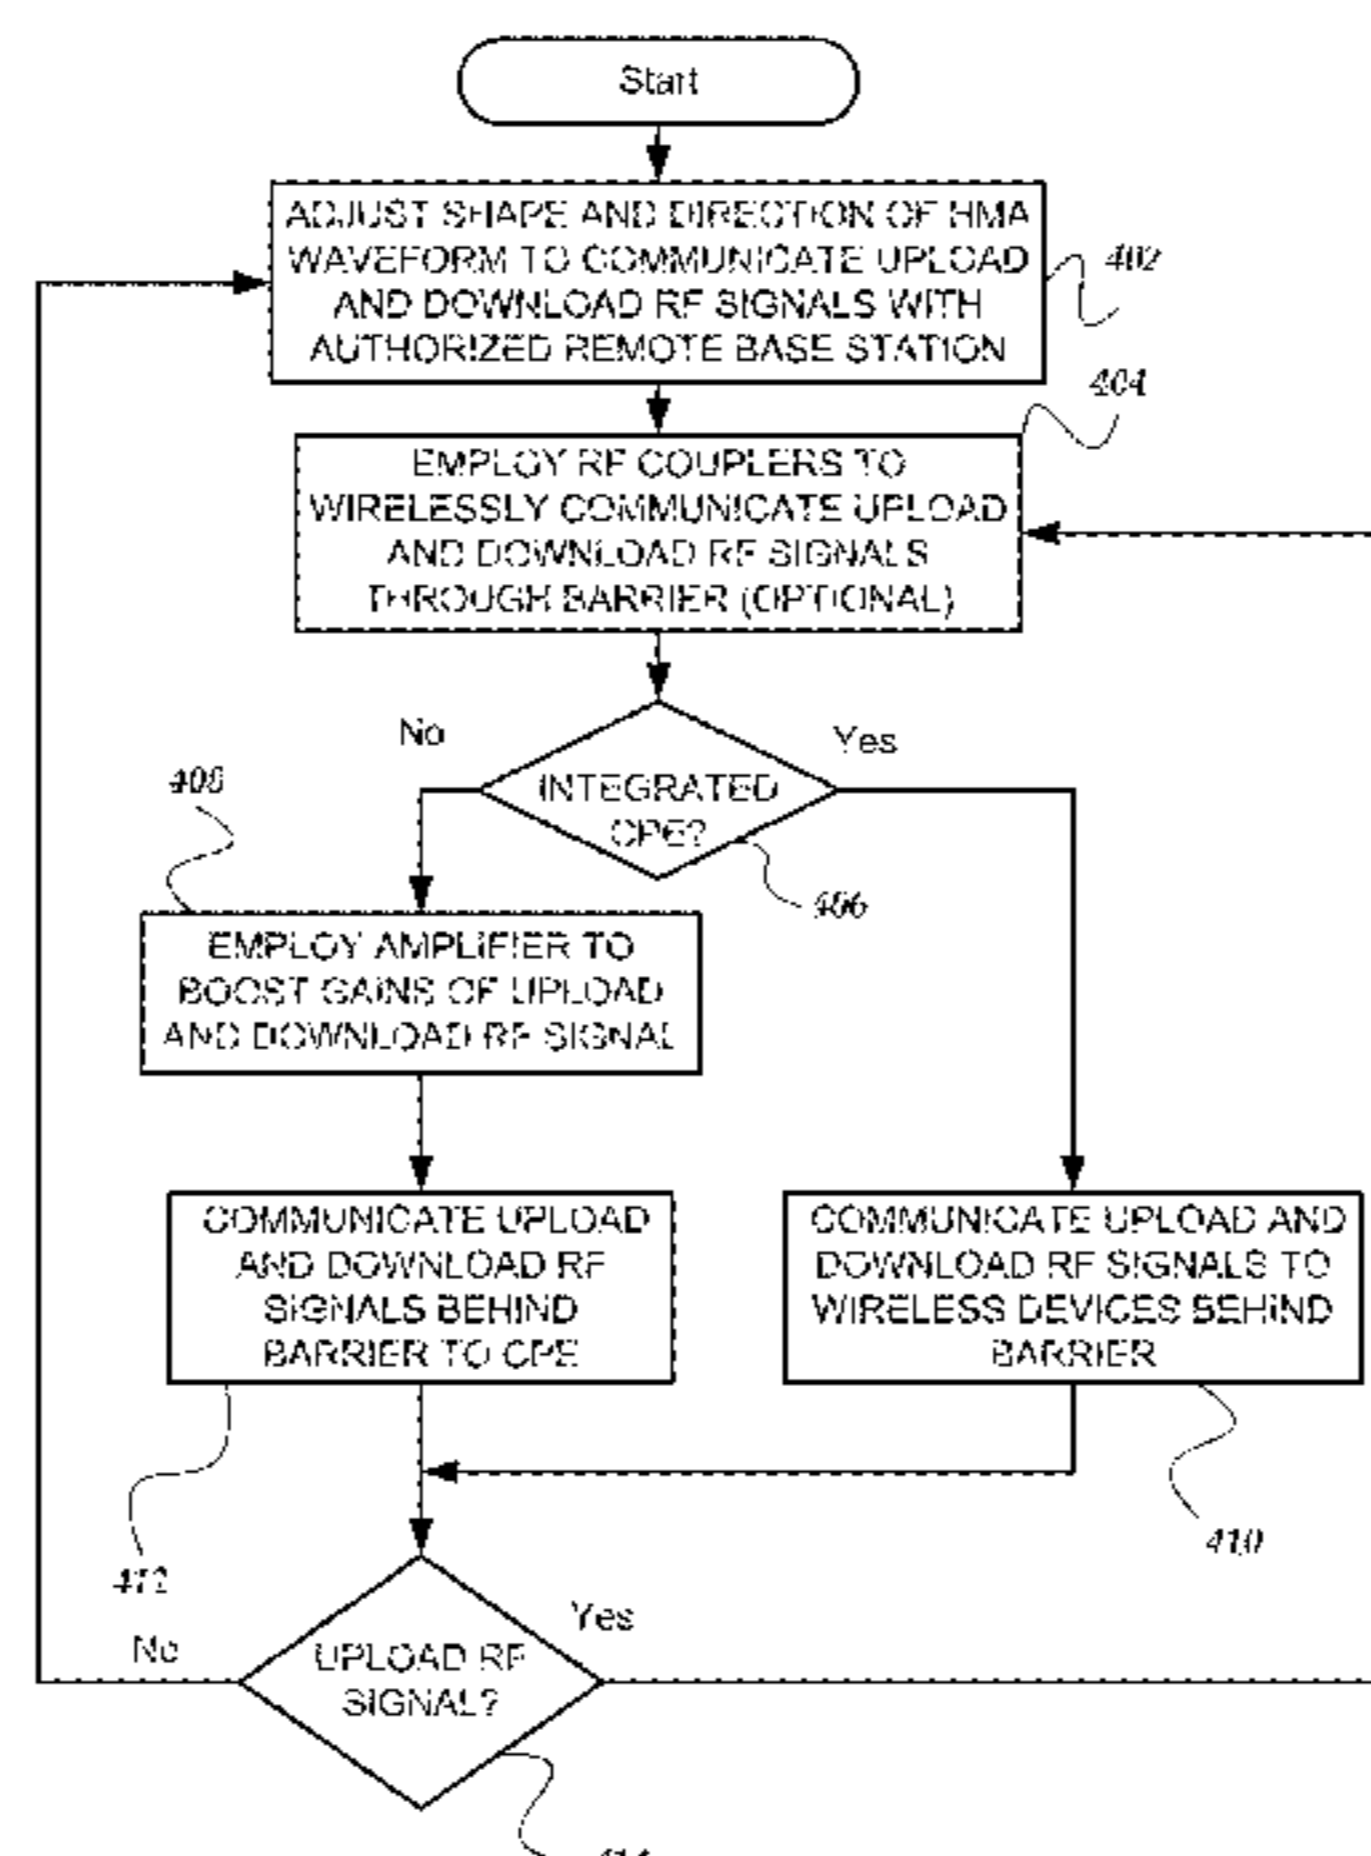 Start
ADJUST SHAPE AND DIRECTION OF HMA
WAVEFORM TO COMMUNICATE UPLOAD
AND DOWNLOAD RF SIGNALS WITH
AUTHORIZED REMOTE BASE STATION
402
404
EMPLOY RF COUPLERS TO
WIRELESSLY COMMUNICATE UPLOAD
AND DOWNLOAD RF SIGNALS
THROUGH BARRIER (OPTIONAL)
No
Yes
INTEGRATED
CPE?
406
408
EMPLOY AMPLIFIER TO
BOOST GAINS OF UPLOAD
AND DOWNLOAD RF SIGNAL
COMMUNICATE UPLOAD
AND DOWNLOAD RF
SIGNALS BEHIND
BARRIER TO CPE
COMMUNICATE UPLOAD AND
DOWNLOAD RF SIGNALS TO
WIRELESS DEVICES BEHIND
BARRIER
412
410
No
Yes
UPLOAD RF
SIGNAL?